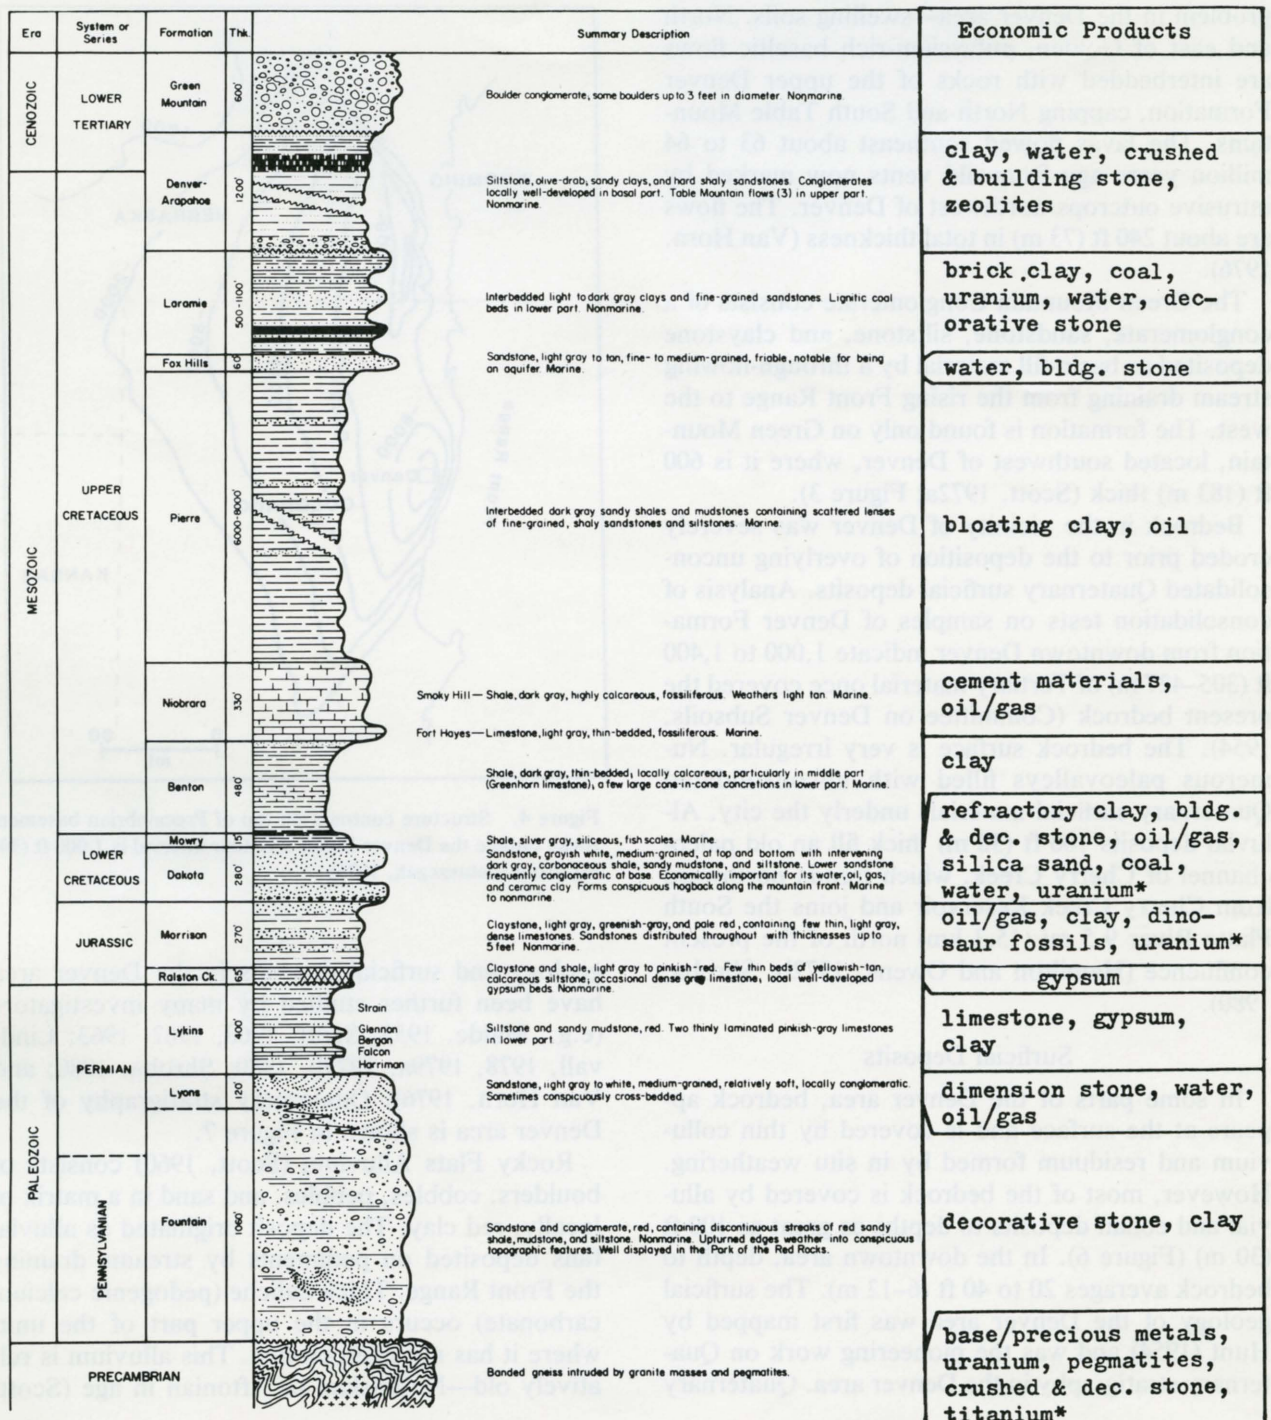 Era
System or
Series
Formation
Thk.
Summary Description
Economic Products
CENOZOIC
LOWER
TERTIARY
Green
Mountain
600'
Boulder conglomerate, some boulders up to 3 feet in diameter. Nonmarine.
Denver-
Arapahoe
1200'
Siltstone, olive-drab, sandy clays, and hard shaly sandstones. Conglomerates
locally well-developed in basal part. Table Mountain flows (3) in upper part.
Nonmarine.
clay, water, crushed
& building stone,
zeolites
MESOZOIC
UPPER
CRETACEOUS
Laramie
500-1100'
Interbedded light to dark gray clays and fine-grained sandstones. Lignitic coal
beds in lower part. Nonmarine.
brick clay, coal,
uranium, water, dec-
orative stone
Fox Hills
60'
Sandstone, light gray to tan, fine- to medium-grained, friable, notable for being
an aquifer. Marine.
water, bldg. stone
Pierre
6000-8000'
Interbedded dark gray sandy shales and mudstones containing scattered lenses
of fine-grained, shaly sandstones and siltstones. Marine.
bloating clay, oil
Niobrara
330'
Smoky Hill — Shale, dark gray, highly calcareous, fossiliferous. Weathers light tan. Marine.
Fort Hayes — Limestone, light gray, thin-bedded, fossiliferous. Marine.
cement materials,
oil/gas
Benton
480'
Shale, dark gray, thin-bedded, locally calcareous, particularly in middle part
(Greenhorn limestone), a few large cone-in-cone concretions in lower part. Marine.
clay
LOWER
CRETACEOUS
Mowry
15'
Shale, silver gray, siliceous, fish scales. Marine.
Dakota
280'
Sandstone, grayish white, medium-grained, at top and bottom with intervening
dark gray, carbonaceous shale, sandy mudstone, and siltstone. Lower sandstone
frequently conglomeratic at base. Economically important for its water, oil, gas,
and ceramic clay. Forms conspicuous hogback along the mountain front. Marine
to nonmarine.
refractory clay, bldg.
& dec. stone, oil/gas,
silica sand, coal,
water, uranium*
JURASSIC
Morrison
270'
Claystone, light gray, greenish-gray, and pale red, containing few thin, light gray,
dense limestones. Sandstones distributed throughout with thicknesses up to
5 feet. Nonmarine.
oil/gas, clay, dino-
saur fossils, uranium*
Ralston Ck.
65'
Claystone and shale, light gray to pinkish-red. Few thin beds of yellowish-tan,
calcareous siltstone; occasional dense gray limestone, local well-developed
gypsum beds. Nonmarine.
gypsum
PALEOZOIC
PERMIAN
Lykins
Strain
Glennon
Bergan
Falcon
Harriman
Siltstone and sandy mudstone, red. Two thinly laminated pinkish-gray limestones
in lower part.
limestone, gypsum,
clay
Lyons
Sandstone, light gray to white, medium-grained, relatively soft, locally conglomeratic.
Sometimes conspicuously cross-bedded.
dimension stone, water,
oil/gas
PENNSYLVANIAN
Fountain
Sandstone and conglomerate, red, with thin discontinuous streaks of red sandy
shale, mudstone, and siltstone. Nonmarine. Upturned edges weather into conspicuous
topographic features. Well displayed in the Park of the Red Rocks.
decorative stone, clay
PRECAMBRIAN
Banded gneiss intruded by granite masses and pegmatites.
base/precious metals,
uranium, pegmatites,
crushed & dec. stone,
titanium*